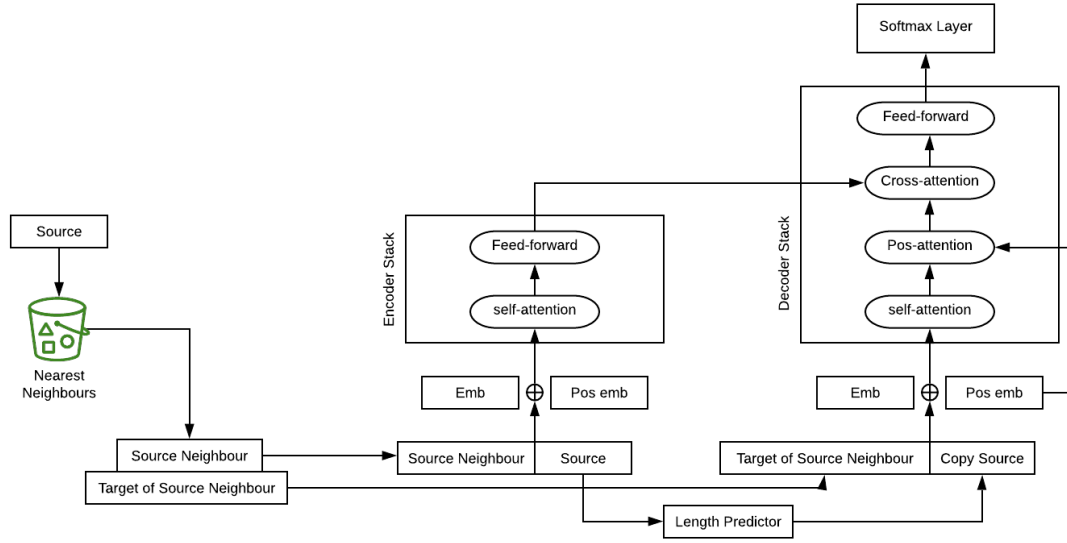 Softmax Layer
Feed-forward
Cross-attention
Source
Encoder Stack
Feed-forward
Decoder Stack
Pos-attention
self-attention
self-attention
Nearest
Neighbours
Emb
Pos emb
Emb
Pos emb
Source Neighbour
Source Neighbour
Source
Target of Source Neighbour
Copy Source
Target of Source Neighbour
Length Predictor